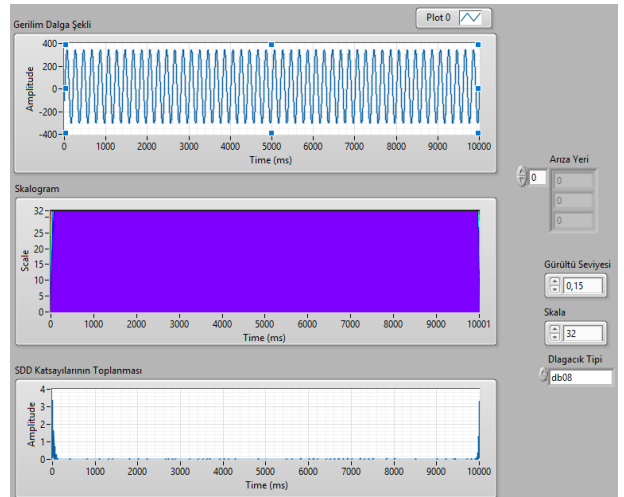 Plot 0
Gerilim Dalga Şekli
400
200
0
-200
-400
Amplitude
0 1000 2000 3000 4000 5000 6000 7000 8000 9000 10000
Time (ms)
Arıza Yeri
0
0
0
0
Skalogram
32
25
20
15
10
5
0
Scale
0 1000 2000 3000 4000 5000 6000 7000 8000 9000 10001
Time (ms)
Gürültü Seviyesi
0,15
Skala
32
Dlagacık Tipi
db08
SDD Katsayılarının Toplanması
4
3
2
1
0
Amplitude
0 1000 2000 3000 4000 5000 6000 7000 8000 9000 10000
Time (ms)